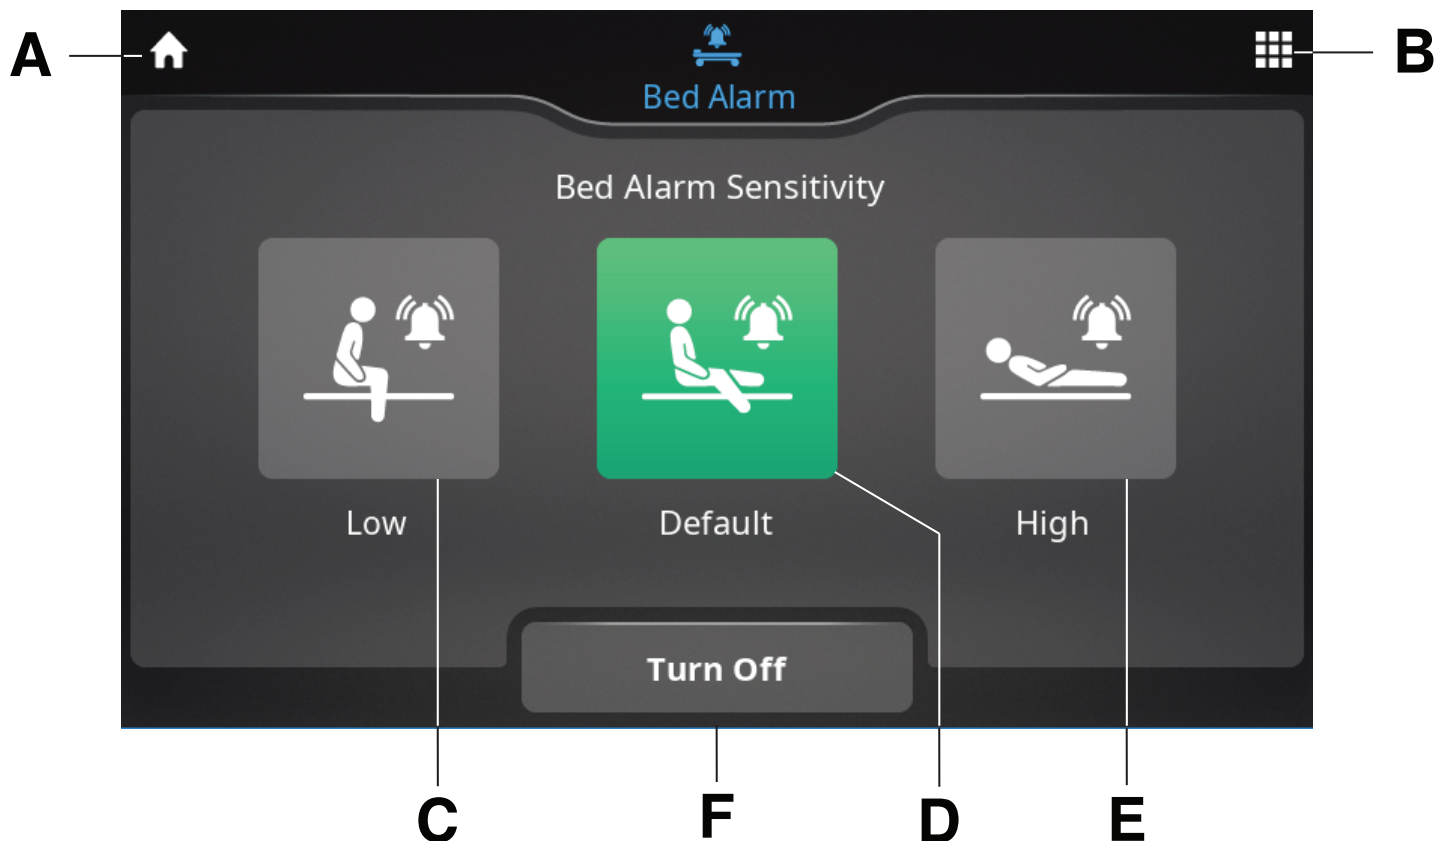 A
B
Bed Alarm
Bed Alarm Sensitivity
Low Default High
Turn Off
C F D E